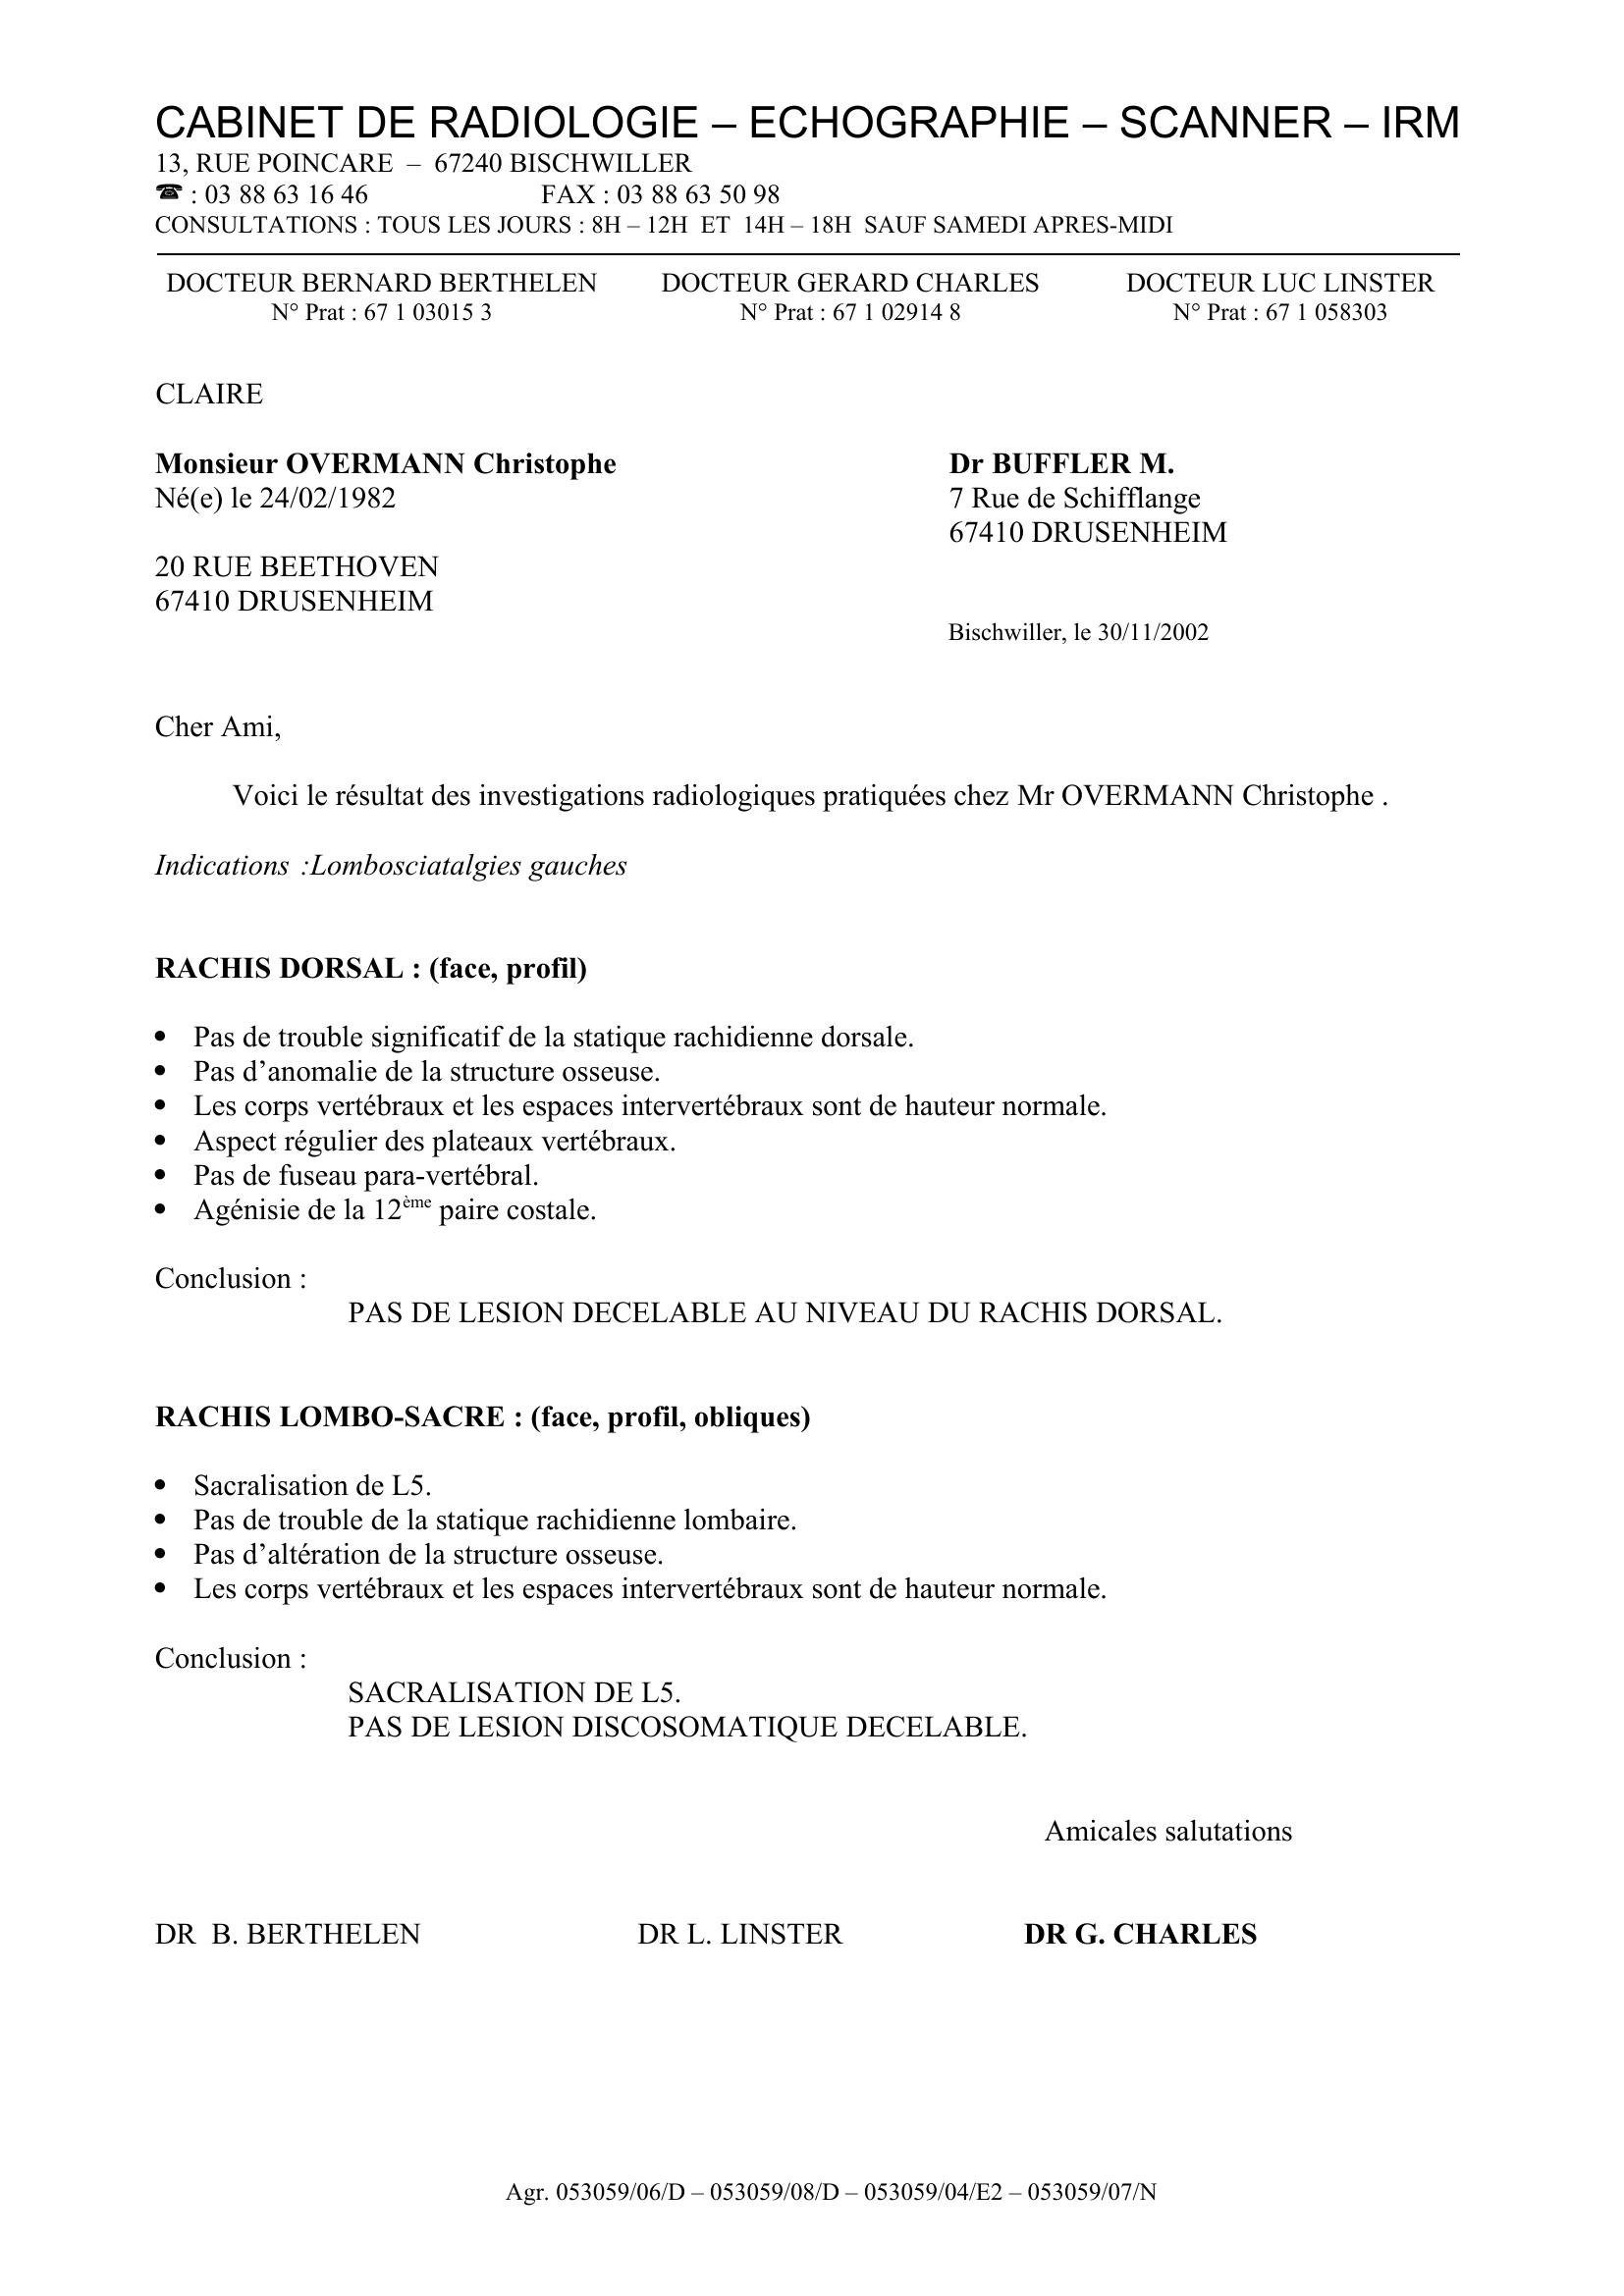 CABINET DE RADIOLOGIE – ECHOGRAPHIE – SCANNER – IRM
13, RUE POINCARE – 67240 BISCHWILLER
☎ : 03 88 63 16 46 FAX : 03 88 63 50 98
CONSULTATIONS : TOUS LES JOURS : 8H – 12H ET 14H – 18H SAUF SAMEDI APRES-MIDI
DOCTEUR BERNARD BERTHELEN DOCTEUR GERARD CHARLES DOCTEUR LUC LINSTER
N° Prat : 67 1 03015 3 N° Prat : 67 1 02914 8 N° Prat : 67 1 058303
CLAIRE
Monsieur OVERMANN Christophe Dr BUFFLER M.
Né(e) le 24/02/1982 7 Rue de Schifflange
67410 DRUSENHEIM
20 RUE BEETHOVEN
67410 DRUSENHEIM
Bischwiller, le 30/11/2002
Cher Ami,
Voici le résultat des investigations radiologiques pratiquées chez Mr OVERMANN Christophe .
Indications :Lombosciatalgies gauches
RACHIS DORSAL : (face, profil)
• Pas de trouble significatif de la statique rachidienne dorsale.
• Pas d’anomalie de la structure osseuse.
• Les corps vertébraux et les espaces intervertébraux sont de hauteur normale.
• Aspect régulier des plateaux vertébraux.
• Pas de fuseau para-vertébral.
• Agénisie de la 12ème paire costale.
Conclusion :
PAS DE LESION DECELABLE AU NIVEAU DU RACHIS DORSAL.
RACHIS LOMBO-SACRE : (face, profil, obliques)
• Sacralisation de L5.
• Pas de trouble de la statique rachidienne lombaire.
• Pas d’altération de la structure osseuse.
• Les corps vertébraux et les espaces intervertébraux sont de hauteur normale.
Conclusion :
SACRALISATION DE L5.
PAS DE LESION DISCOSOMATIQUE DECELABLE.
Amicales salutations
DR B. BERTHELEN DR L. LINSTER DR G. CHARLES
Agr. 053059/06/D – 053059/08/D – 053059/04/E2 – 053059/07/N